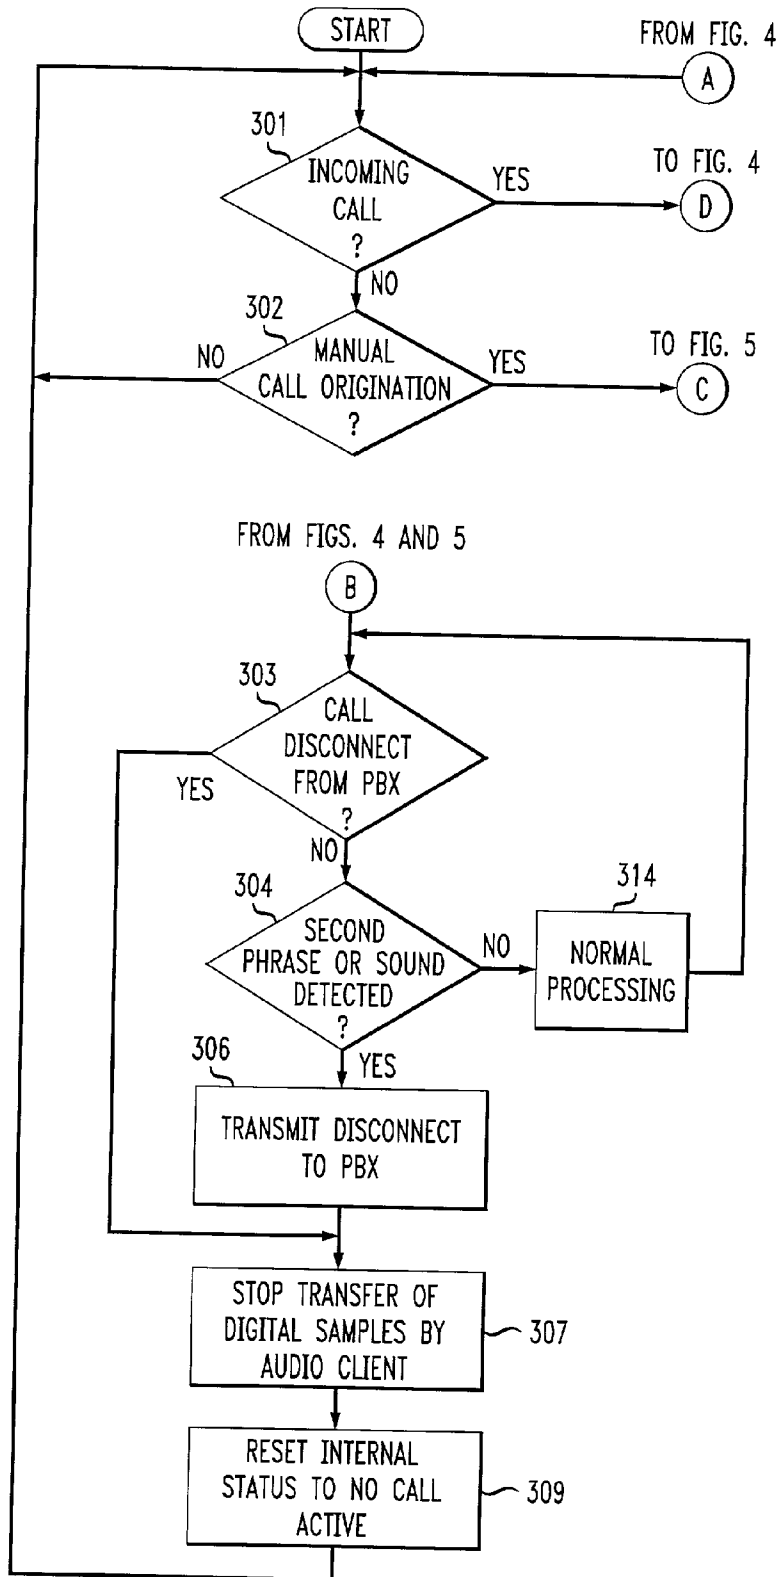 START
FROM FIG. 4
A
301
INCOMING
CALL
?
YES
TO FIG. 4
D
NO
302
MANUAL
CALL ORIGINATION
?
NO
YES
TO FIG. 5
C
FROM FIGS. 4 AND 5
B
303
CALL
DISCONNECT
FROM PBX
?
YES
NO
304
SECOND
PHRASE OR SOUND
DETECTED
?
NO
314
NORMAL
PROCESSING
YES
306
TRANSMIT DISCONNECT
TO PBX
STOP TRANSFER OF
DIGITAL SAMPLES BY
AUDIO CLIENT
307
RESET INTERNAL
STATUS TO NO CALL
ACTIVE
309